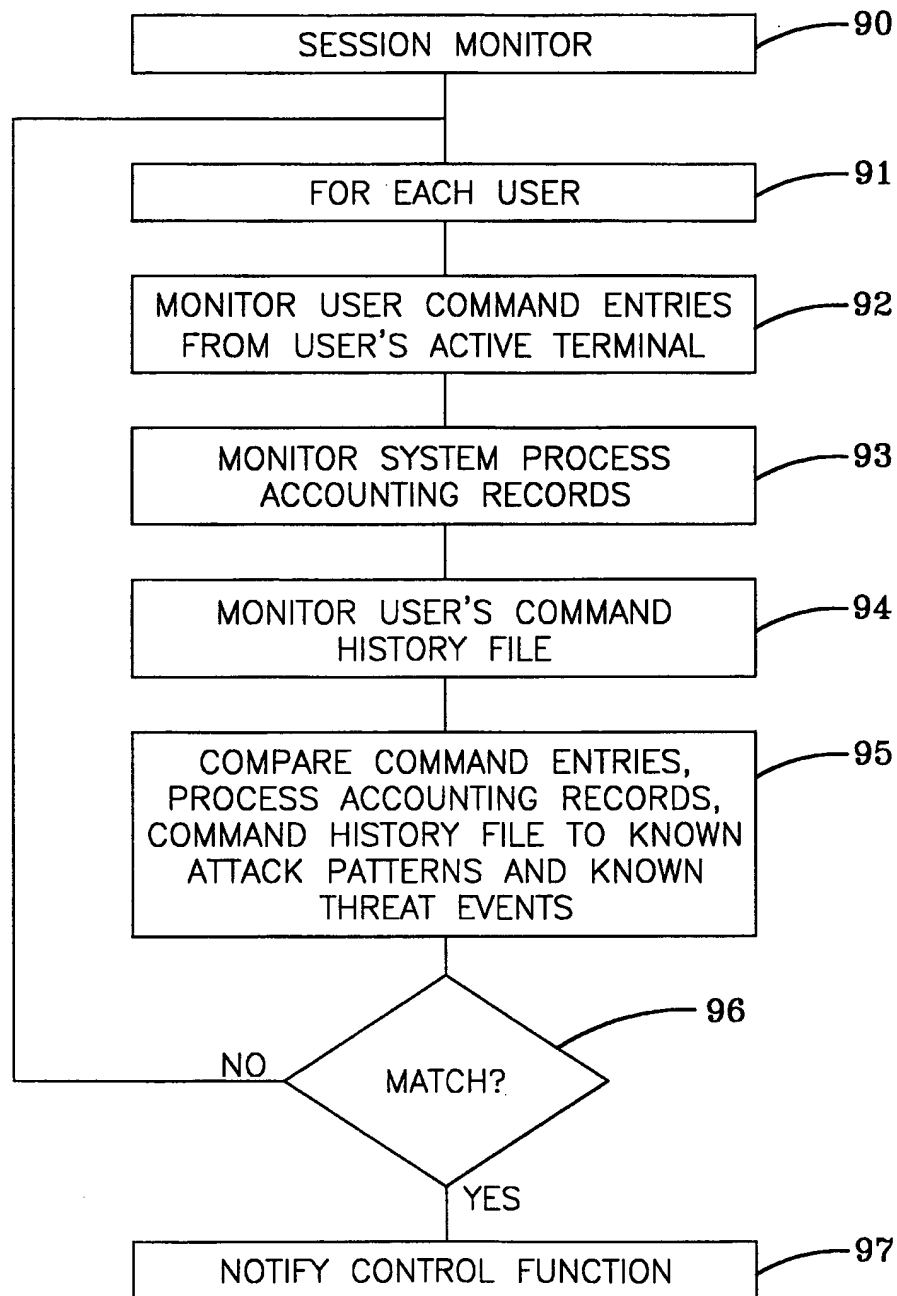 SESSION MONITOR
90
FOR EACH USER
91
MONITOR USER COMMAND ENTRIES
FROM USER'S ACTIVE TERMINAL
92
MONITOR SYSTEM PROCESS
ACCOUNTING RECORDS
93
MONITOR USER'S COMMAND
HISTORY FILE
94
COMPARE COMMAND ENTRIES,
PROCESS ACCOUNTING RECORDS,
COMMAND HISTORY FILE TO KNOWN
ATTACK PATTERNS AND KNOWN
THREAT EVENTS
95
MATCH?
96
NO
YES
NOTIFY CONTROL FUNCTION
97